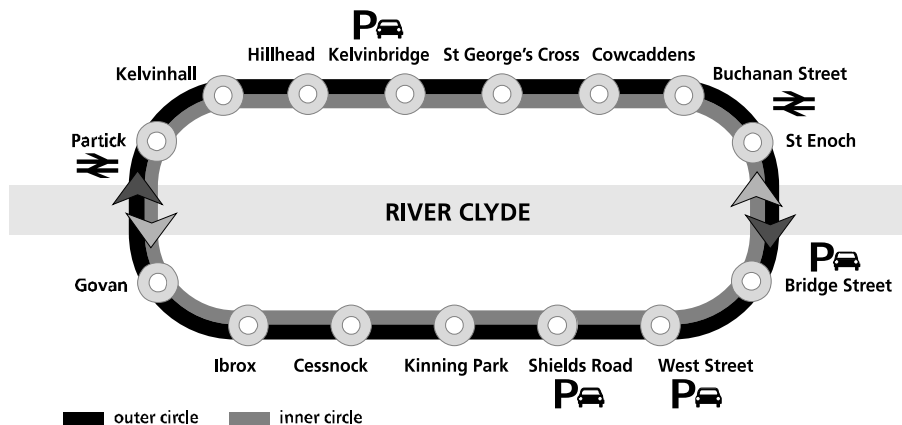 P
Hillhead Kelvinbridge St George's Cross Cowcaddens
Kelvinhall
Buchanan Street
Partick
St Enoch
RIVER CLYDE
P
Govan
Bridge Street
Ibrox Cessnock Kinning Park Shields Road West Street
P P
outer circle inner circle